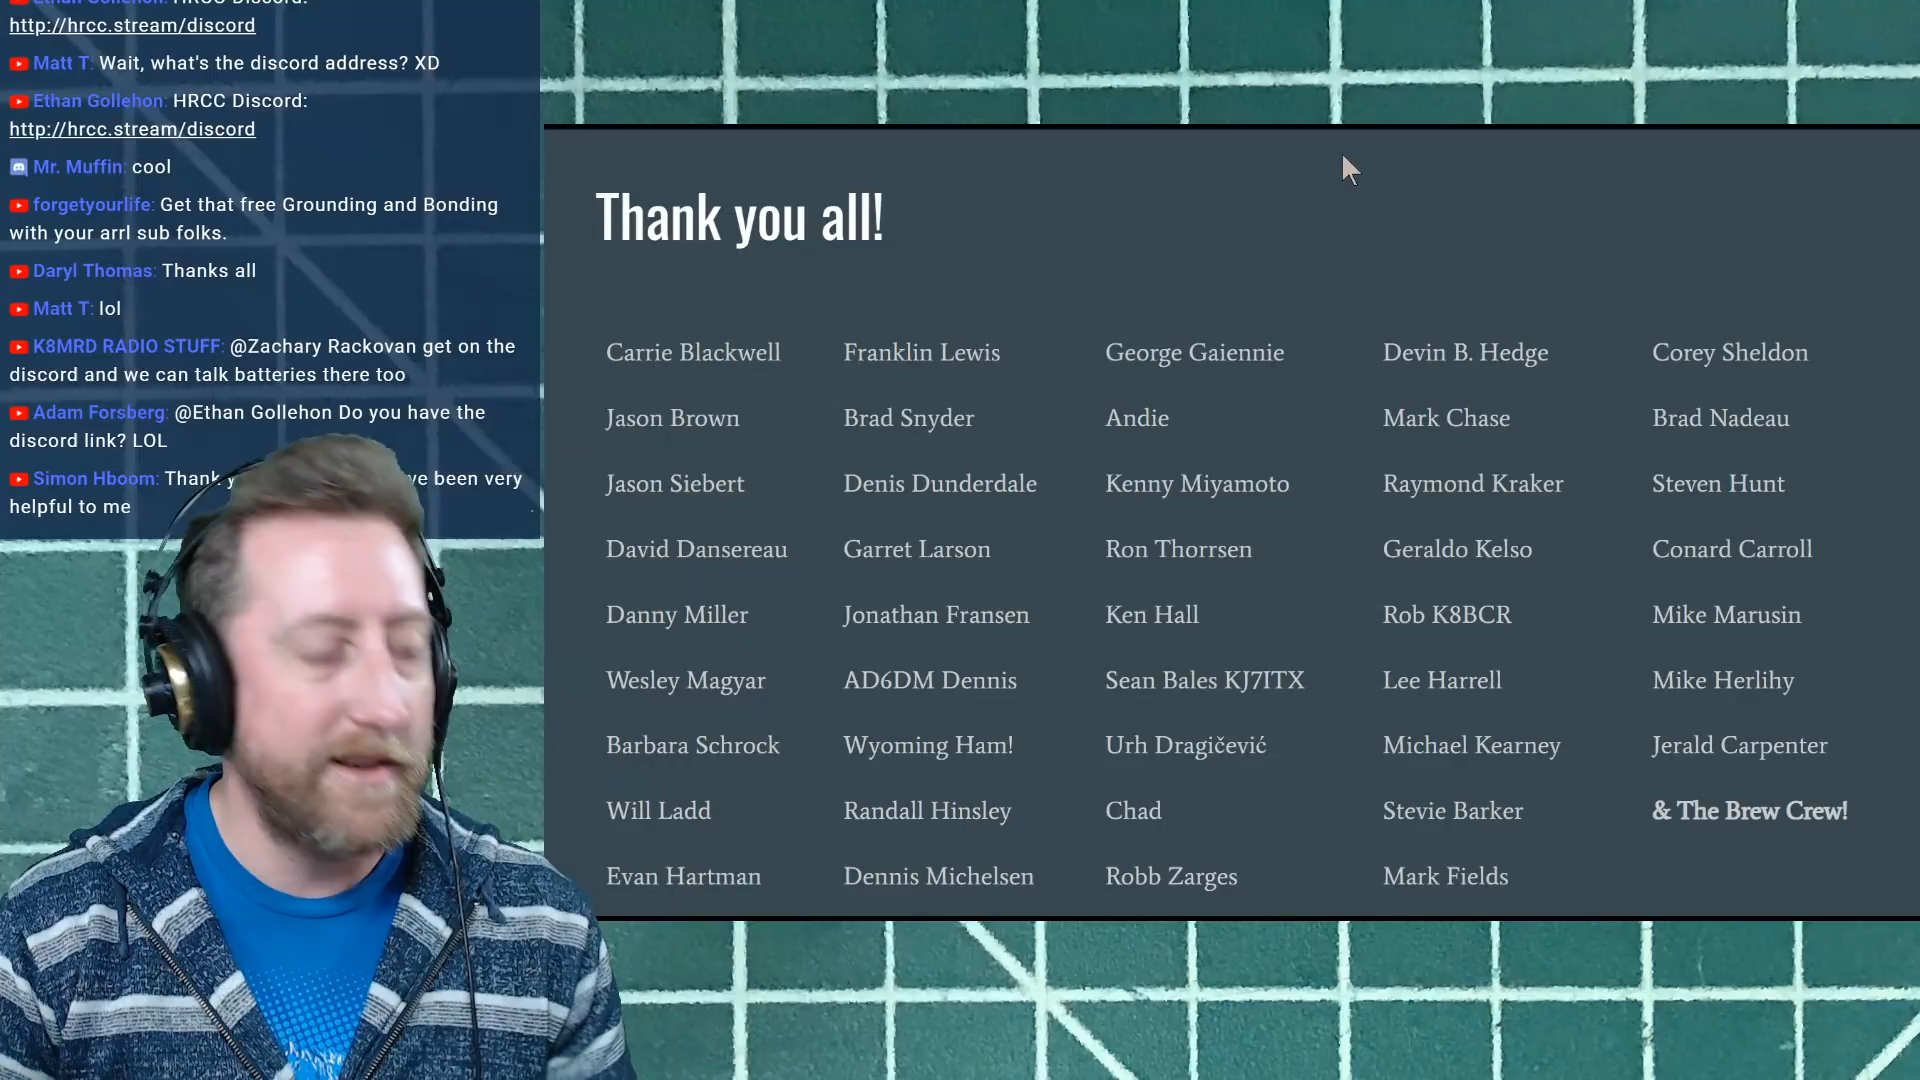 Ethan Gollehon: HRCC Discord:
http://hrcc.stream/discord
Matt T: Wait, what's the discord address? XD
Ethan Gollehon: HRCC Discord:
http://hrcc.stream/discord
Mr. Muffin: cool
forgetyourlife: Get that free Grounding and Bonding
with your arrl sub folks.
Daryl Thomas: Thanks all
Matt T: lol
K8MRD RADIO STUFF: @Zachary Rackovan get on the
discord and we can talk batteries there too
Adam Forsberg: @Ethan Gollehon Do you have the
discord link? LOL
Simon Hboom: Thank been very
helpful to me
Thank you all!
Carrie Blackwell
Jason Brown
Jason Siebert
David Dansereau
Danny Miller
Wesley Magyar
Barbara Schrock
Will Ladd
Evan Hartman
Franklin Lewis
Brad Snyder
Denis Dunderdale
Garret Larson
Jonathan Fransen
AD6DM Dennis
Wyoming Ham!
Randall Hinsley
Dennis Michelsen
George Gaiennie
Andie
Kenny Miyamoto
Ron Thorrsen
Ken Hall
Sean Bales KJ7ITX
Urh Dragičević
Chad
Robb Zarges
Devin B. Hedge
Mark Chase
Raymond Kraker
Geraldo Kelso
Rob K8BCR
Lee Harrell
Michael Kearney
Stevie Barker
Mark Fields
Corey Sheldon
Brad Nadeau
Steven Hunt
Conard Carroll
Mike Marusin
Mike Herlihy
Jerald Carpenter
& The Brew Crew!